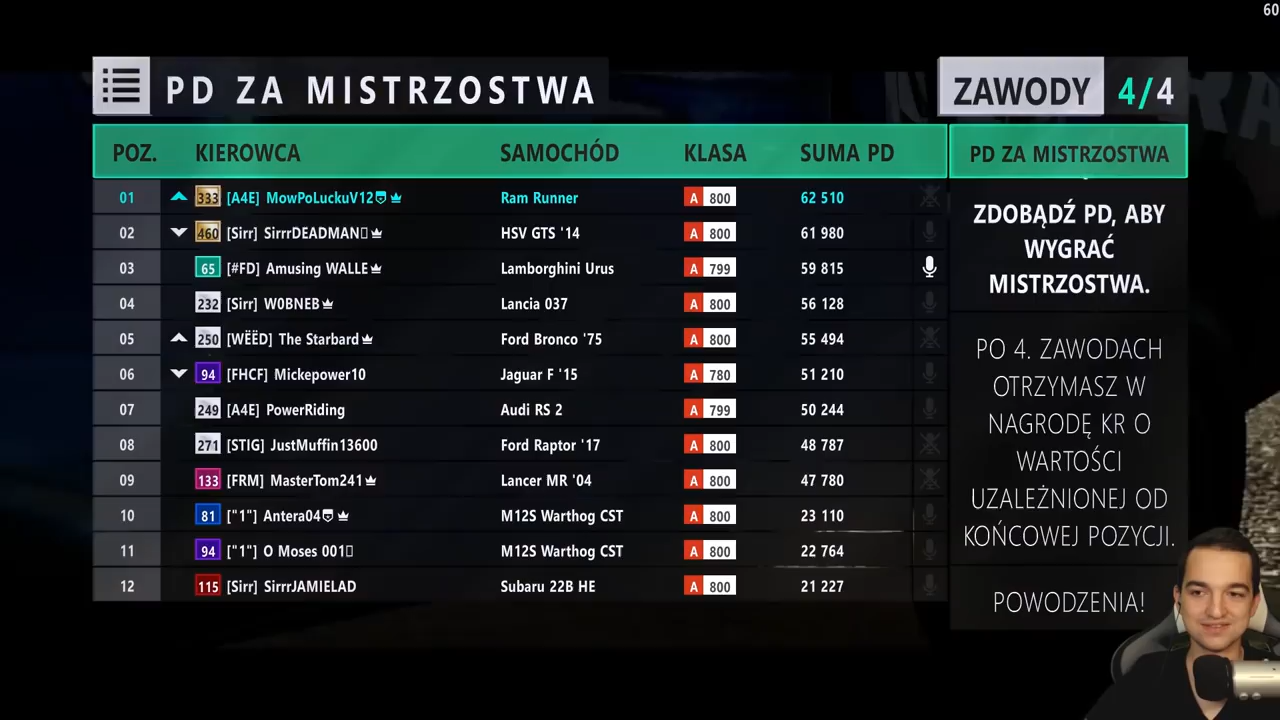 60
PD ZA MISTRZOSTWA
ZAWODY 4/4
POZ. KIEROWCA SAMOCHÓD KLASA SUMA PD
01 333 [A4E] MowPoLuckuV12 Ram Runner A 800 62 510
02 460 [Sirr] SirrrDEADMAN▯ HSV GTS '14 A 800 61 980
03 65 [#FD] Amusing WALLE Lamborghini Urus A 799 59 815
04 232 [Sirr] W0BNEB Lancia 037 A 800 56 128
05 250 [WËËD] The Starbard Ford Bronco '75 A 800 55 494
06 94 [FHCF] Mickepower10 Jaguar F '15 A 780 51 210
07 249 [A4E] PowerRiding Audi RS 2 A 799 50 244
08 271 [STIG] JustMuffin13600 Ford Raptor '17 A 800 48 787
09 133 [FRM] MasterTom241 Lancer MR '04 A 800 47 780
10 81 ["1"] Antera04 M12S Warthog CST A 800 23 110
11 94 ["1"] O Moses 001▯ M12S Warthog CST A 800 22 764
12 115 [Sirr] SirrrJAMIELAD Subaru 22B HE A 800 21 227
PD ZA MISTRZOSTWA
ZDOBĄDŹ PD, ABY
WYGRAĆ
MISTRZOSTWA.
PO 4. ZAWODACH
OTRZYMASZ W
NAGRODĘ KR O
WARTOŚCI
UZALEŻNIONEJ OD
KOŃCOWEJ POZYCJI.
POWODZENIA!